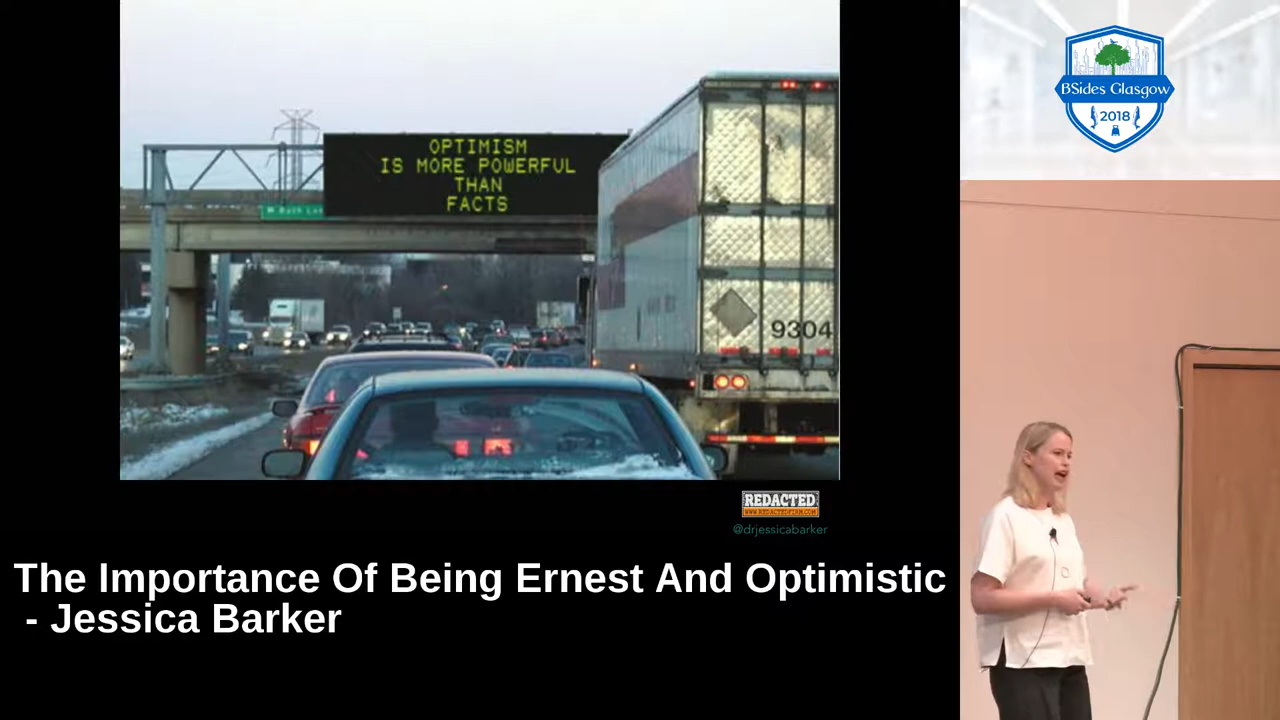 OPTIMISM
IS MORE POWERFUL
THAN
FACTS
9304
REDACTED
@drjessicabarker
The Importance Of Being Ernest And Optimistic
- Jessica Barker
BSides Glasgow
2018